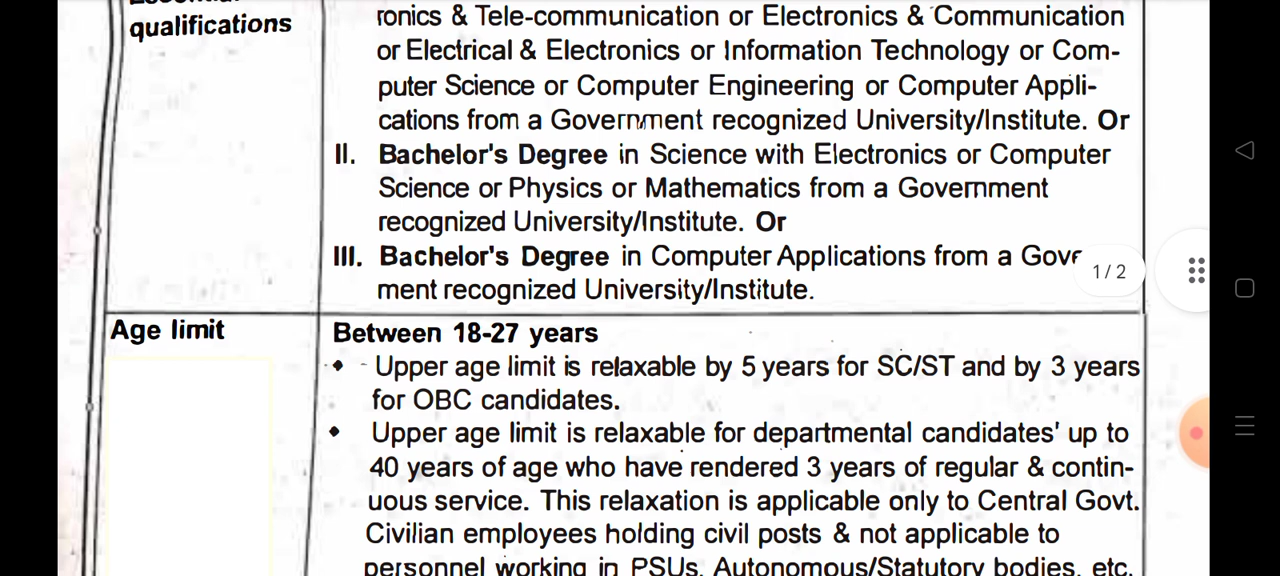 qualifications
ronics & Tele-communication or Electronics & Communication
or Electrical & Electronics or Information Technology or Com-
puter Science or Computer Engineering or Computer Appli-
cations from a Government recognized University/Institute. Or
II. Bachelor's Degree in Science with Electronics or Computer
Science or Physics or Mathematics from a Government
recognized University/Institute. Or
III. Bachelor's Degree in Computer Applications from a Gove
ment recognized University/Institute.
1 / 2
Age limit
Between 18-27 years
• Upper age limit is relaxable by 5 years for SC/ST and by 3 years
for OBC candidates.
• Upper age limit is relaxable for departmental candidates' up to
40 years of age who have rendered 3 years of regular & contin-
uous service. This relaxation is applicable only to Central Govt.
Civilian employees holding civil posts & not applicable to
personnel working in PSUs, Autonomous/Statutory bodies, etc.